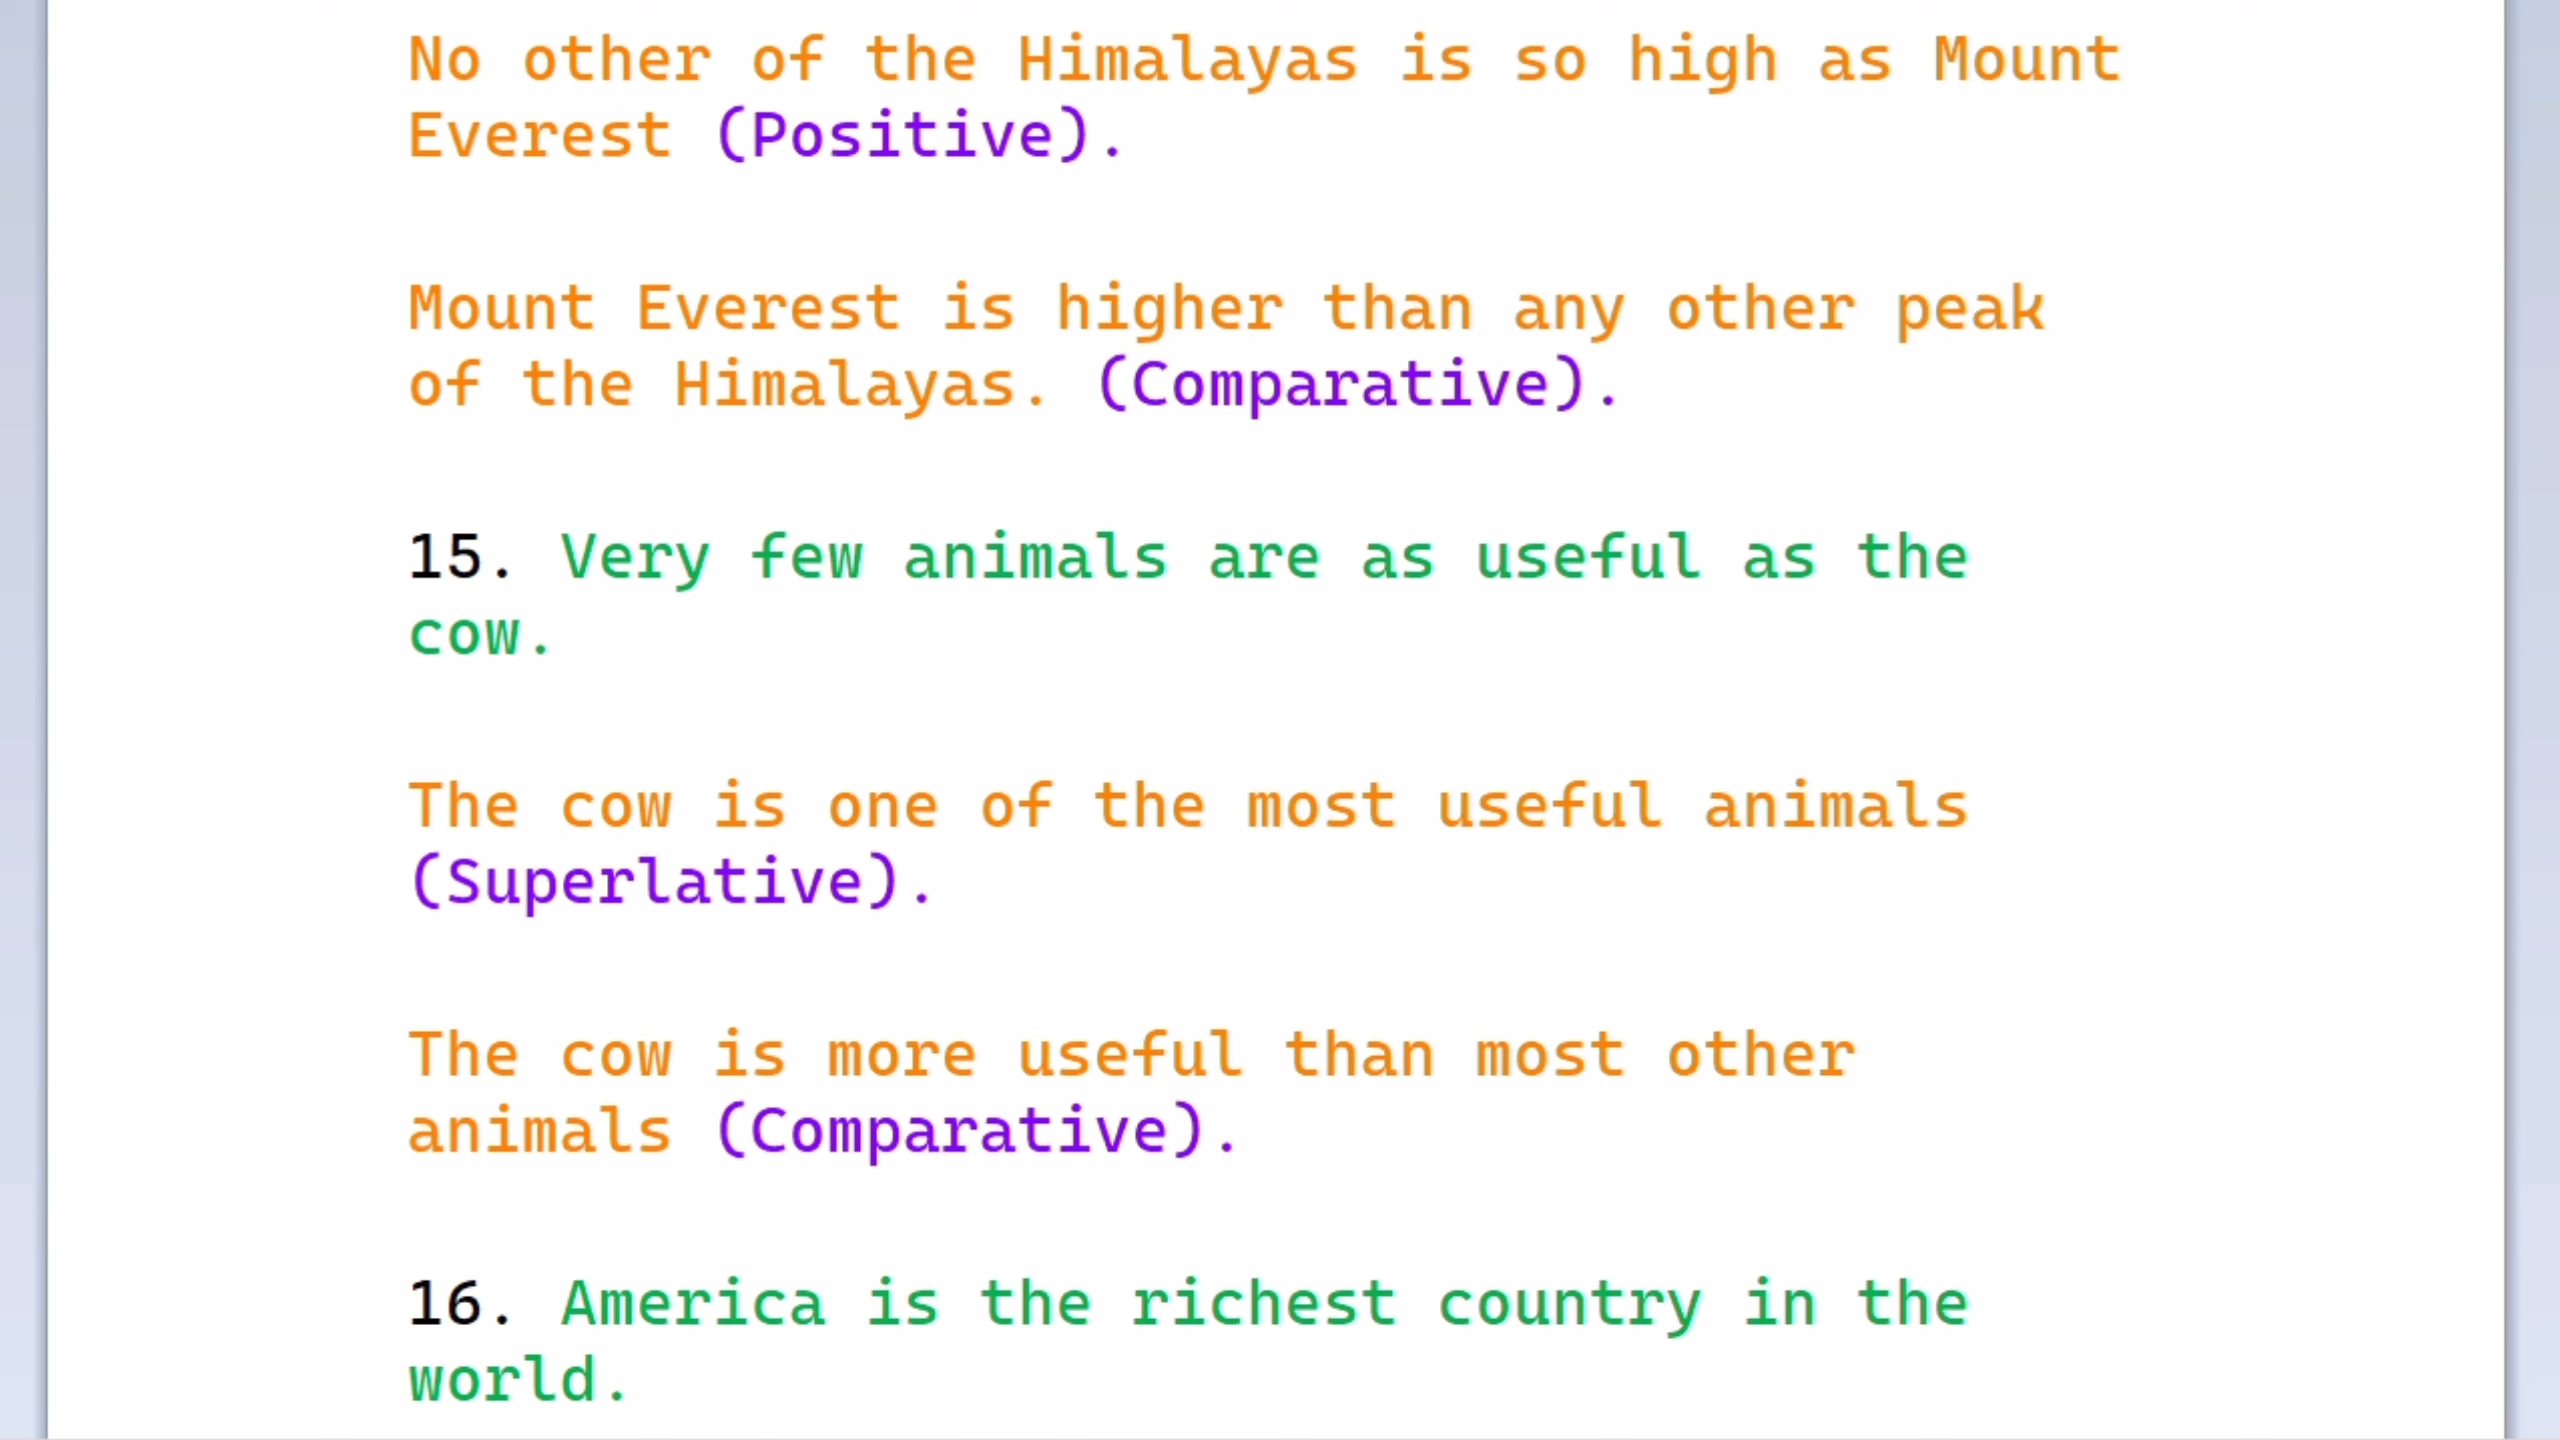 No other of the Himalayas is so high as Mount
Everest (Positive).
Mount Everest is higher than any other peak
of the Himalayas. (Comparative).
15. Very few animals are as useful as the
cow.
The cow is one of the most useful animals
(Superlative).
The cow is more useful than most other
animals (Comparative).
16. America is the richest country in the
world.